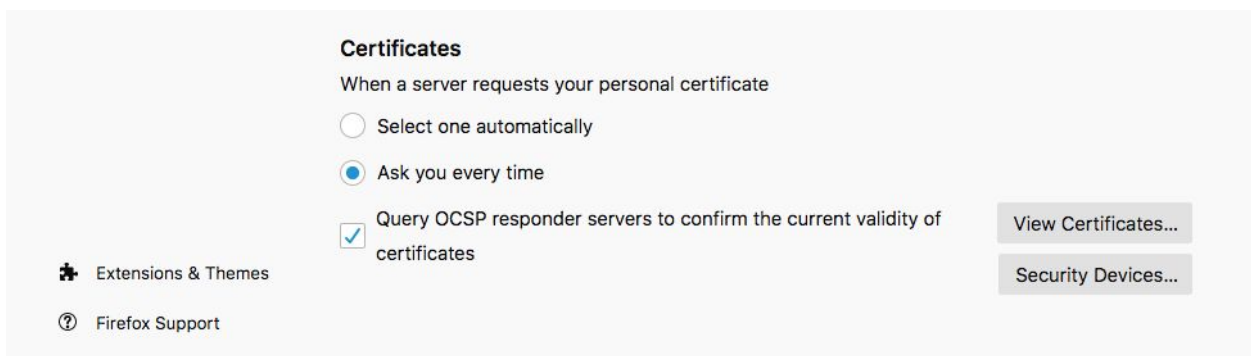 Certificates
When a server requests your personal certificate
Select one automatically
Ask you every time
Query OCSP responder servers to confirm the current validity of
certificates
View Certificates...
Security Devices...
Extensions & Themes
Firefox Support